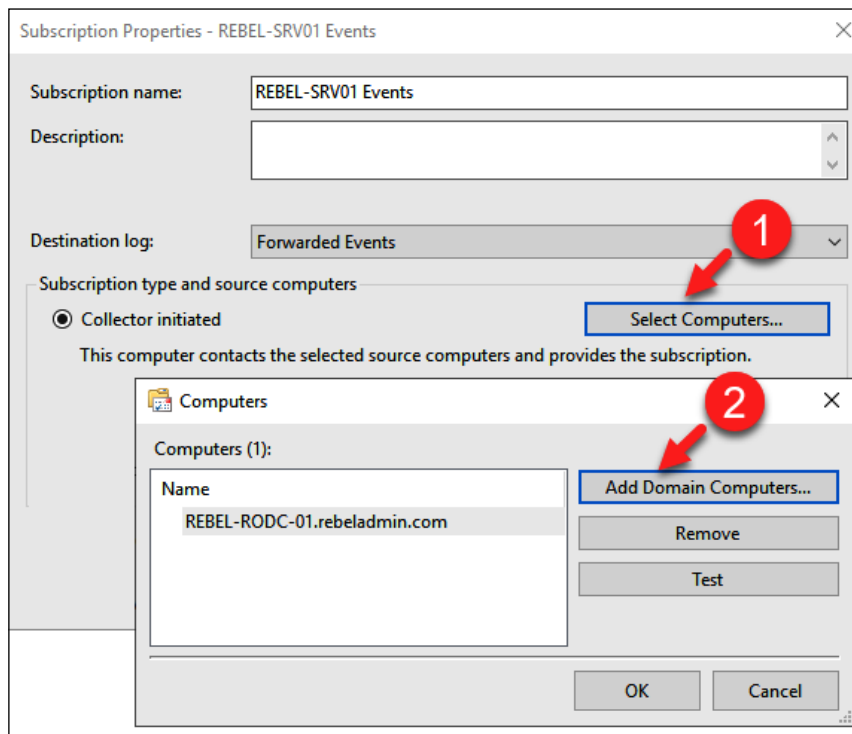 Subscription Properties - REBEL-SRV01 Events
Subscription name:
REBEL-SRV01 Events
Description:
Destination log:
Forwarded Events
1
Subscription type and source computers
Collector initiated
Select Computers...
This computer contacts the selected source computers and provides the subscription.
Computers
2
Computers (1):
Name
Add Domain Computers...
REBEL-RODC-01.rebeladmin.com
Remove
Test
OK
Cancel